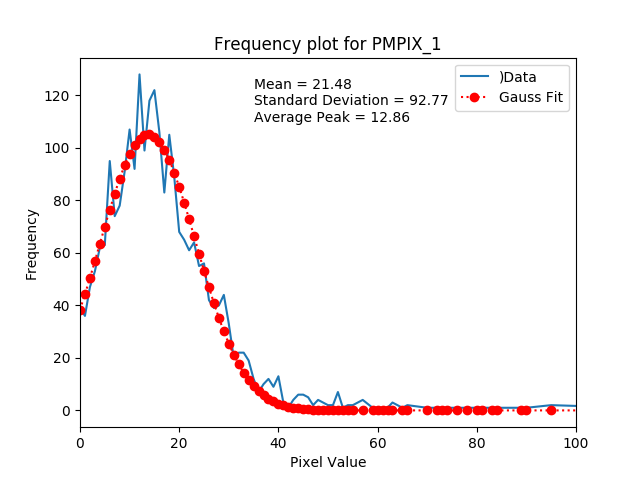 Frequency plot for PMPIX_1
Mean = 21.48
Standard Deviation = 92.77
Average Peak = 12.86
)Data
Gauss Fit
Frequency
120
100
80
60
40
20
0
0 20 40 60 80 100
Pixel Value